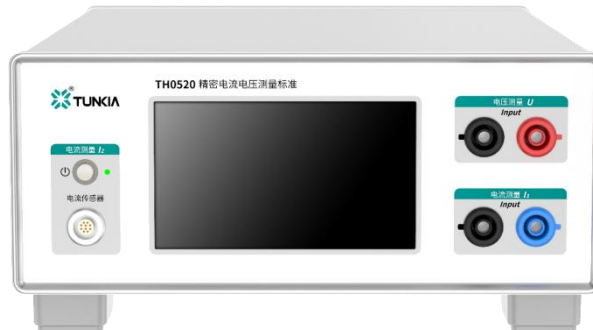 TUNKIA
TH0520 精密电流电压测量标准
电流测量 I₂
电流传感器
电压测量 U
Input
电流测量 I₁
Input